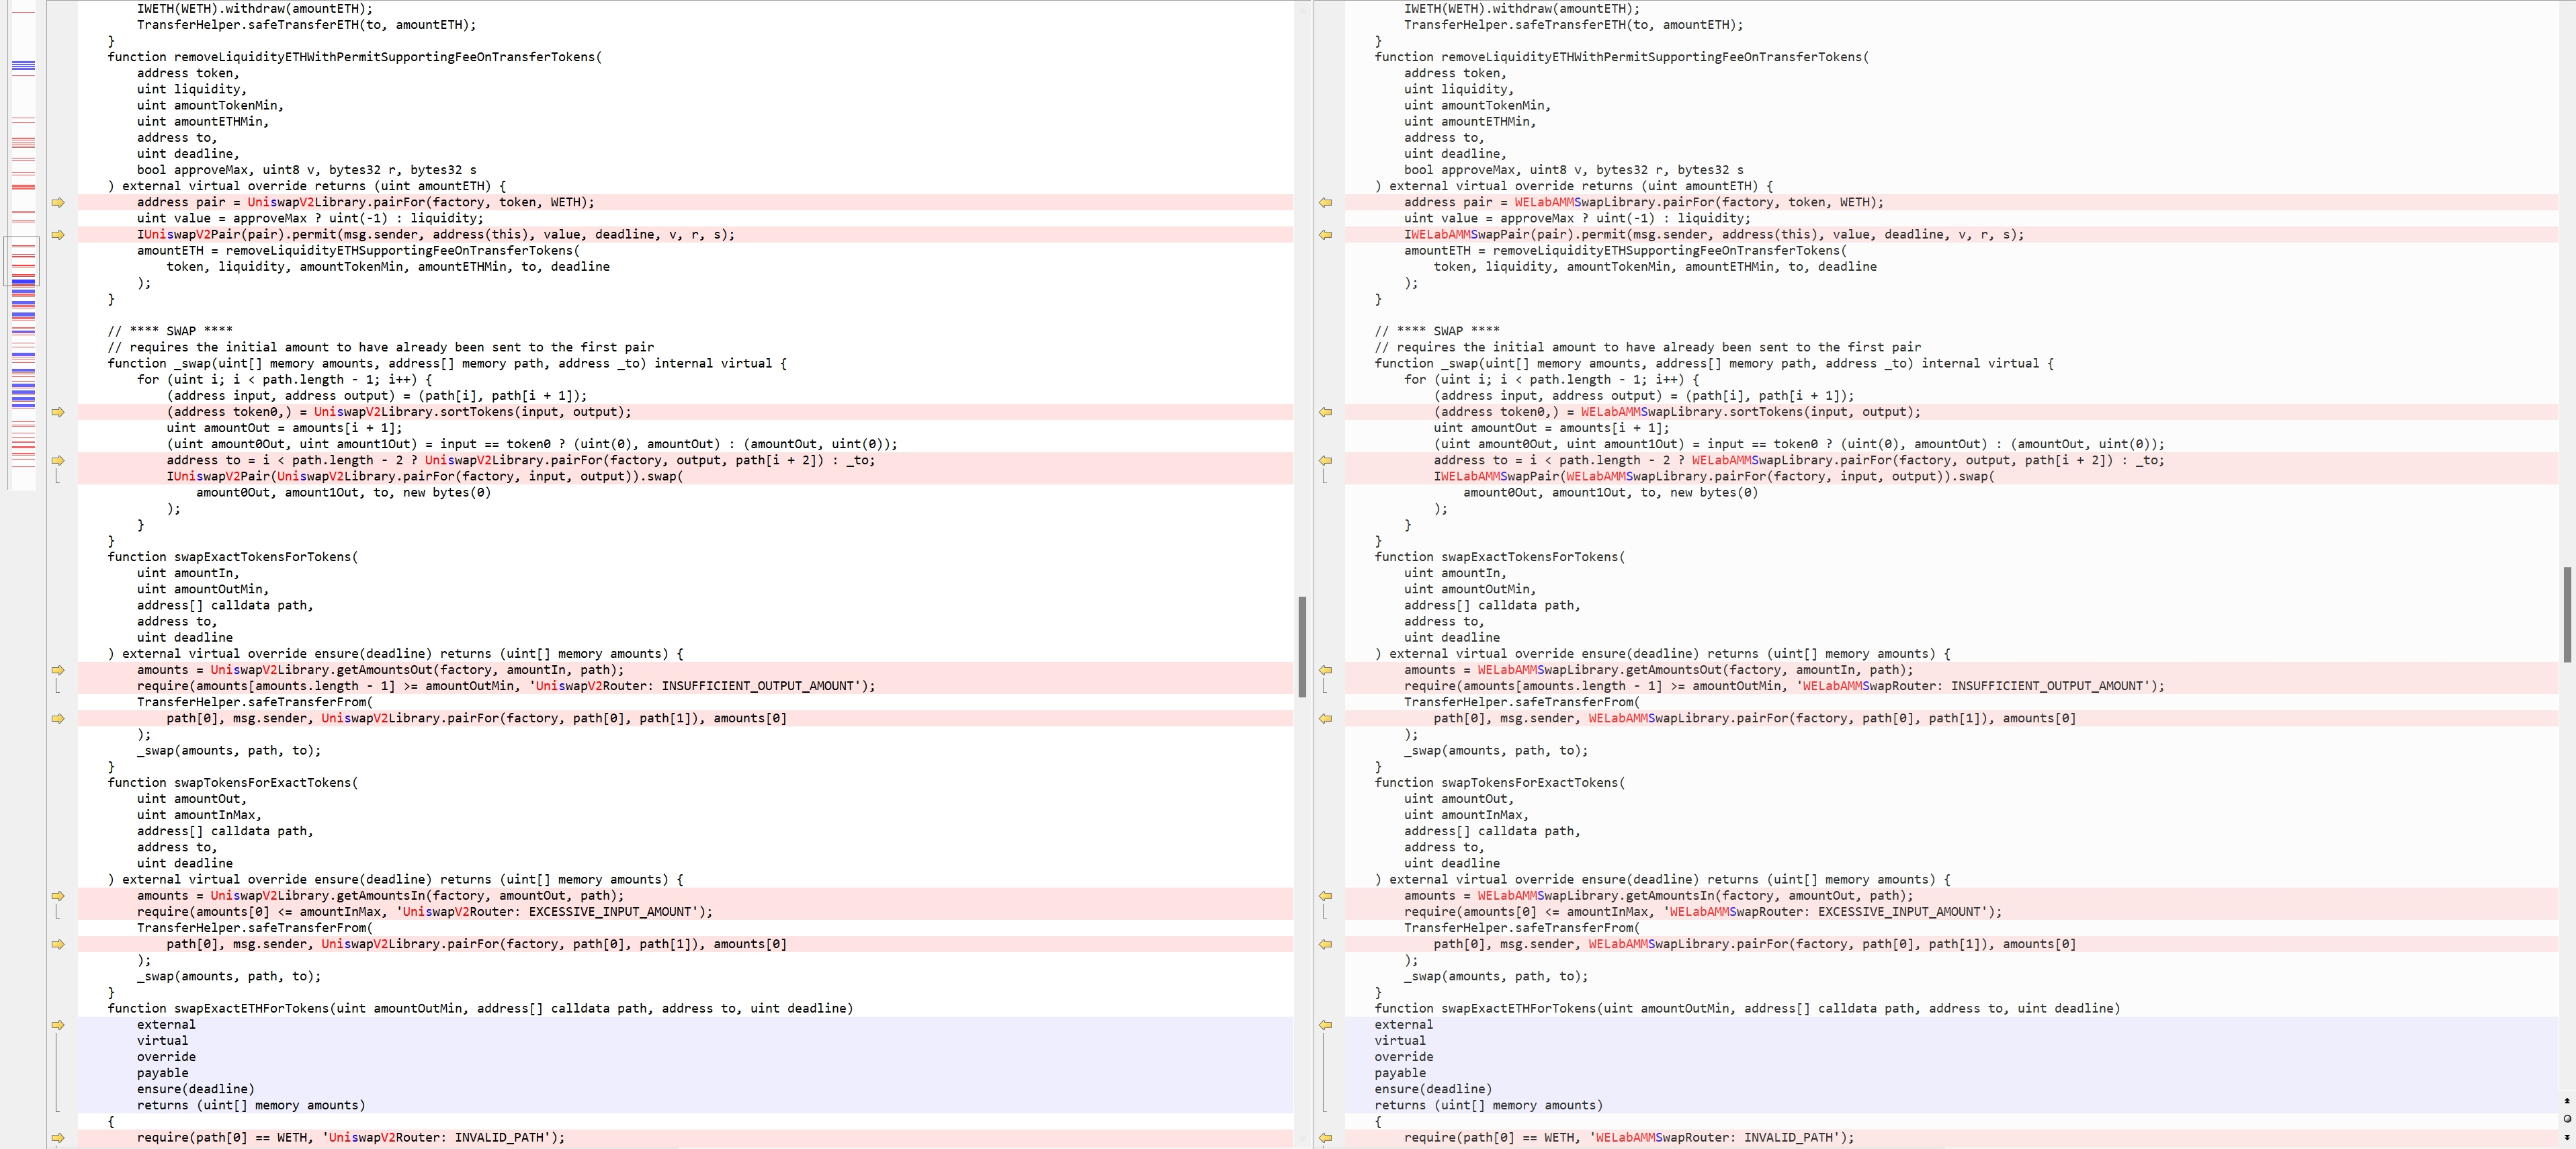 IWETH(WETH).withdraw(amountETH);
        TransferHelper.safeTransferETH(to, amountETH);
    }
    function removeLiquidityETHWithPermitSupportingFeeOnTransferTokens(
        address token,
        uint liquidity,
        uint amountTokenMin,
        uint amountETHMin,
        address to,
        uint deadline,
        bool approveMax, uint8 v, bytes32 r, bytes32 s
    ) external virtual override returns (uint amountETH) {
        address pair = UniswapV2Library.pairFor(factory, token, WETH);
        uint value = approveMax ? uint(-1) : liquidity;
        IUniswapV2Pair(pair).permit(msg.sender, address(this), value, deadline, v, r, s);
        amountETH = removeLiquidityETHSupportingFeeOnTransferTokens(
            token, liquidity, amountTokenMin, amountETHMin, to, deadline
        );
    }

    // **** SWAP ****
    // requires the initial amount to have already been sent to the first pair
    function _swap(uint[] memory amounts, address[] memory path, address _to) internal virtual {
        for (uint i; i < path.length - 1; i++) {
            (address input, address output) = (path[i], path[i + 1]);
            (address token0,) = UniswapV2Library.sortTokens(input, output);
            uint amountOut = amounts[i + 1];
            (uint amount0Out, uint amount1Out) = input == token0 ? (uint(0), amountOut) : (amountOut, uint(0));
            address to = i < path.length - 2 ? UniswapV2Library.pairFor(factory, output, path[i + 2]) : _to;
            IUniswapV2Pair(UniswapV2Library.pairFor(factory, input, output)).swap(
                amount0Out, amount1Out, to, new bytes(0)
            );
        }
    }
    function swapExactTokensForTokens(
        uint amountIn,
        uint amountOutMin,
        address[] calldata path,
        address to,
        uint deadline
    ) external virtual override ensure(deadline) returns (uint[] memory amounts) {
        amounts = UniswapV2Library.getAmountsOut(factory, amountIn, path);
        require(amounts[amounts.length - 1] >= amountOutMin, 'UniswapV2Router: INSUFFICIENT_OUTPUT_AMOUNT');
        TransferHelper.safeTransferFrom(
            path[0], msg.sender, UniswapV2Library.pairFor(factory, path[0], path[1]), amounts[0]
        );
        _swap(amounts, path, to);
    }
    function swapTokensForExactTokens(
        uint amountOut,
        uint amountInMax,
        address[] calldata path,
        address to,
        uint deadline
    ) external virtual override ensure(deadline) returns (uint[] memory amounts) {
        amounts = UniswapV2Library.getAmountsIn(factory, amountOut, path);
        require(amounts[0] <= amountInMax, 'UniswapV2Router: EXCESSIVE_INPUT_AMOUNT');
        TransferHelper.safeTransferFrom(
            path[0], msg.sender, UniswapV2Library.pairFor(factory, path[0], path[1]), amounts[0]
        );
        _swap(amounts, path, to);
    }
    function swapExactETHForTokens(uint amountOutMin, address[] calldata path, address to, uint deadline)
        external
        virtual
        override
        payable
        ensure(deadline)
        returns (uint[] memory amounts)
    {
        require(path[0] == WETH, 'UniswapV2Router: INVALID_PATH');
        IWETH(WETH).withdraw(amountETH);
        TransferHelper.safeTransferETH(to, amountETH);
    }
    function removeLiquidityETHWithPermitSupportingFeeOnTransferTokens(
        address token,
        uint liquidity,
        uint amountTokenMin,
        uint amountETHMin,
        address to,
        uint deadline,
        bool approveMax, uint8 v, bytes32 r, bytes32 s
    ) external virtual override returns (uint amountETH) {
        address pair = WELabAMMSwapLibrary.pairFor(factory, token, WETH);
        uint value = approveMax ? uint(-1) : liquidity;
        IWELabAMMSwapPair(pair).permit(msg.sender, address(this), value, deadline, v, r, s);
        amountETH = removeLiquidityETHSupportingFeeOnTransferTokens(
            token, liquidity, amountTokenMin, amountETHMin, to, deadline
        );
    }

    // **** SWAP ****
    // requires the initial amount to have already been sent to the first pair
    function _swap(uint[] memory amounts, address[] memory path, address _to) internal virtual {
        for (uint i; i < path.length - 1; i++) {
            (address input, address output) = (path[i], path[i + 1]);
            (address token0,) = WELabAMMSwapLibrary.sortTokens(input, output);
            uint amountOut = amounts[i + 1];
            (uint amount0Out, uint amount1Out) = input == token0 ? (uint(0), amountOut) : (amountOut, uint(0));
            address to = i < path.length - 2 ? WELabAMMSwapLibrary.pairFor(factory, output, path[i + 2]) : _to;
            IWELabAMMSwapPair(WELabAMMSwapLibrary.pairFor(factory, input, output)).swap(
                amount0Out, amount1Out, to, new bytes(0)
            );
        }
    }
    function swapExactTokensForTokens(
        uint amountIn,
        uint amountOutMin,
        address[] calldata path,
        address to,
        uint deadline
    ) external virtual override ensure(deadline) returns (uint[] memory amounts) {
        amounts = WELabAMMSwapLibrary.getAmountsOut(factory, amountIn, path);
        require(amounts[amounts.length - 1] >= amountOutMin, 'WELabAMMSwapRouter: INSUFFICIENT_OUTPUT_AMOUNT');
        TransferHelper.safeTransferFrom(
            path[0], msg.sender, WELabAMMSwapLibrary.pairFor(factory, path[0], path[1]), amounts[0]
        );
        _swap(amounts, path, to);
    }
    function swapTokensForExactTokens(
        uint amountOut,
        uint amountInMax,
        address[] calldata path,
        address to,
        uint deadline
    ) external virtual override ensure(deadline) returns (uint[] memory amounts) {
        amounts = WELabAMMSwapLibrary.getAmountsIn(factory, amountOut, path);
        require(amounts[0] <= amountInMax, 'WELabAMMSwapRouter: EXCESSIVE_INPUT_AMOUNT');
        TransferHelper.safeTransferFrom(
            path[0], msg.sender, WELabAMMSwapLibrary.pairFor(factory, path[0], path[1]), amounts[0]
        );
        _swap(amounts, path, to);
    }
    function swapExactETHForTokens(uint amountOutMin, address[] calldata path, address to, uint deadline)
    external
    virtual
    override
    payable
    ensure(deadline)
    returns (uint[] memory amounts)
    {
        require(path[0] == WETH, 'WELabAMMSwapRouter: INVALID_PATH');